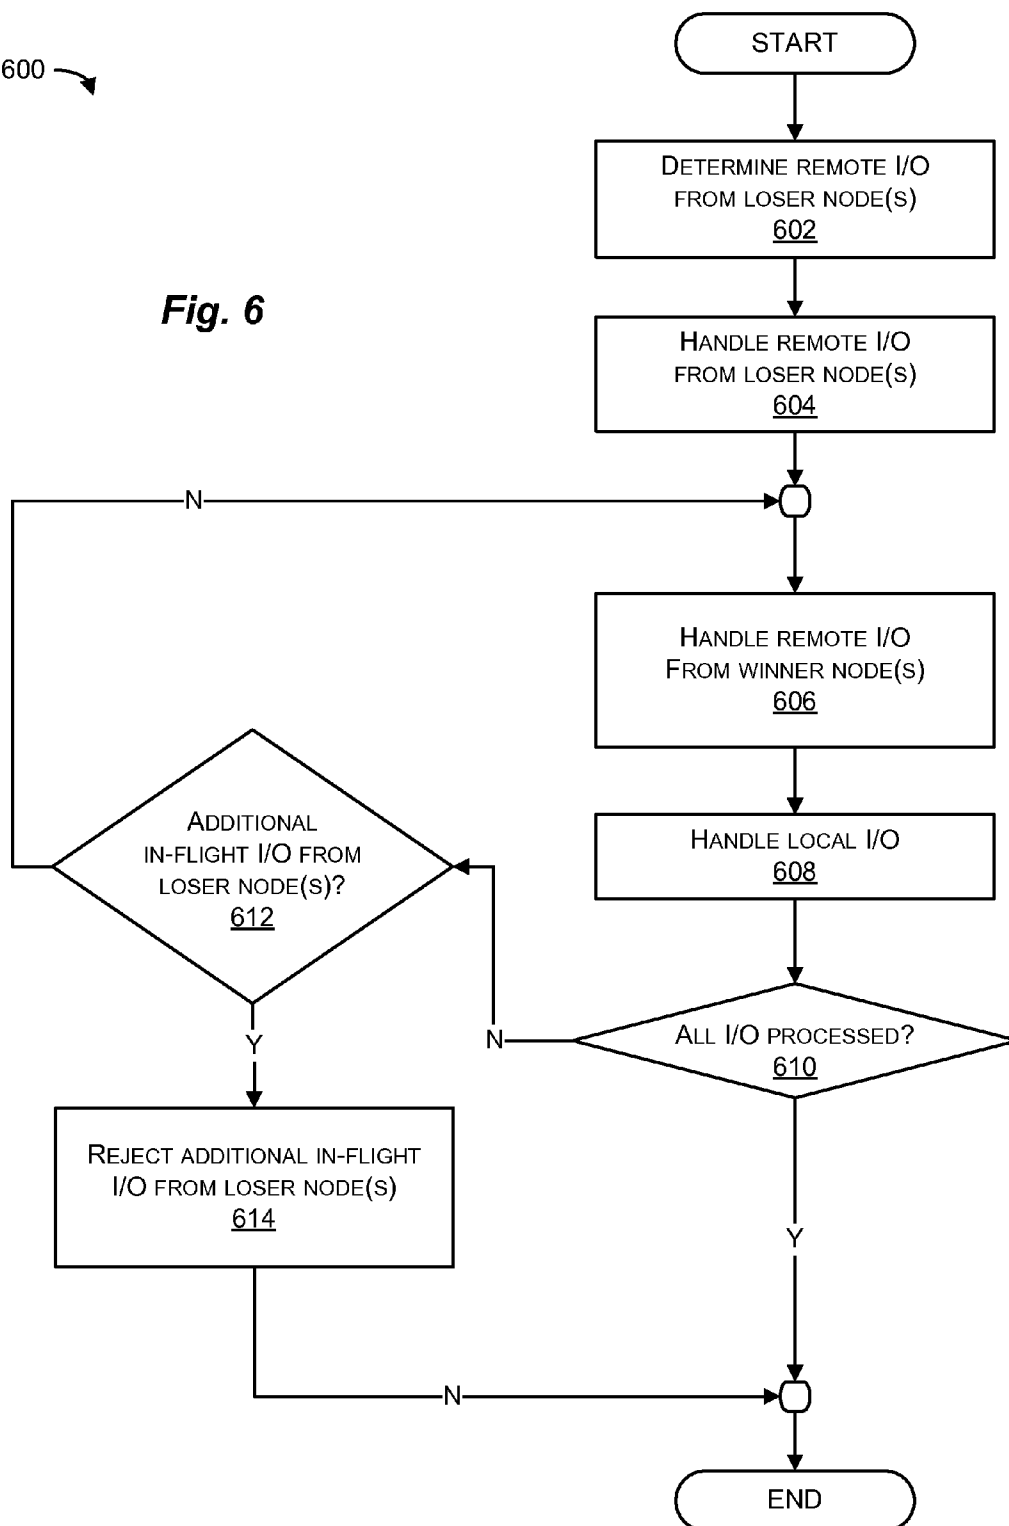 START
600
DETERMINE REMOTE I/O
FROM LOSER NODE(S)
602
Fig. 6
HANDLE REMOTE I/O
FROM LOSER NODE(S)
604
N
HANDLE REMOTE I/O
FROM WINNER NODE(S)
606
ADDITIONAL
IN-FLIGHT I/O FROM
LOSER NODE(S)?
612
HANDLE LOCAL I/O
608
N
ALL I/O PROCESSED?
610
Y
REJECT ADDITIONAL IN-FLIGHT
I/O FROM LOSER NODE(S)
614
Y
N
END